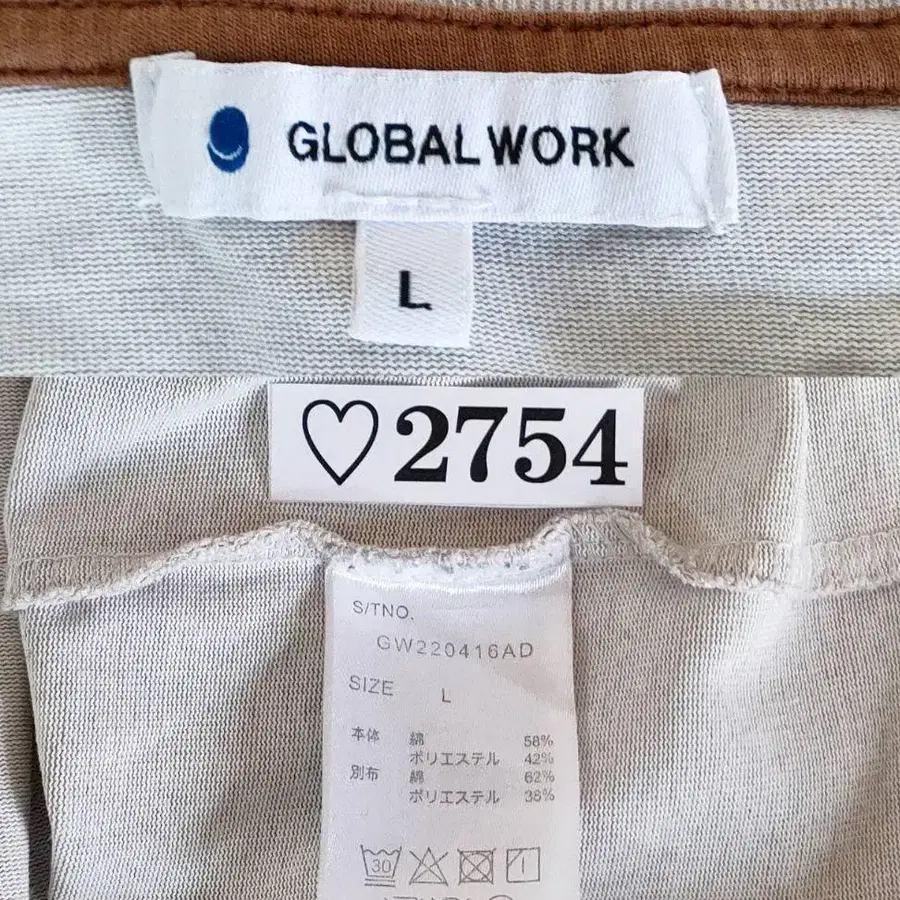 GLOBAL WORK
L
♡2754
S/TNO.
GW220416AD
SIZE L
本体 綿 58%
ポリエステル 42%
別布 綿 62%
ポリエステル 38%
30